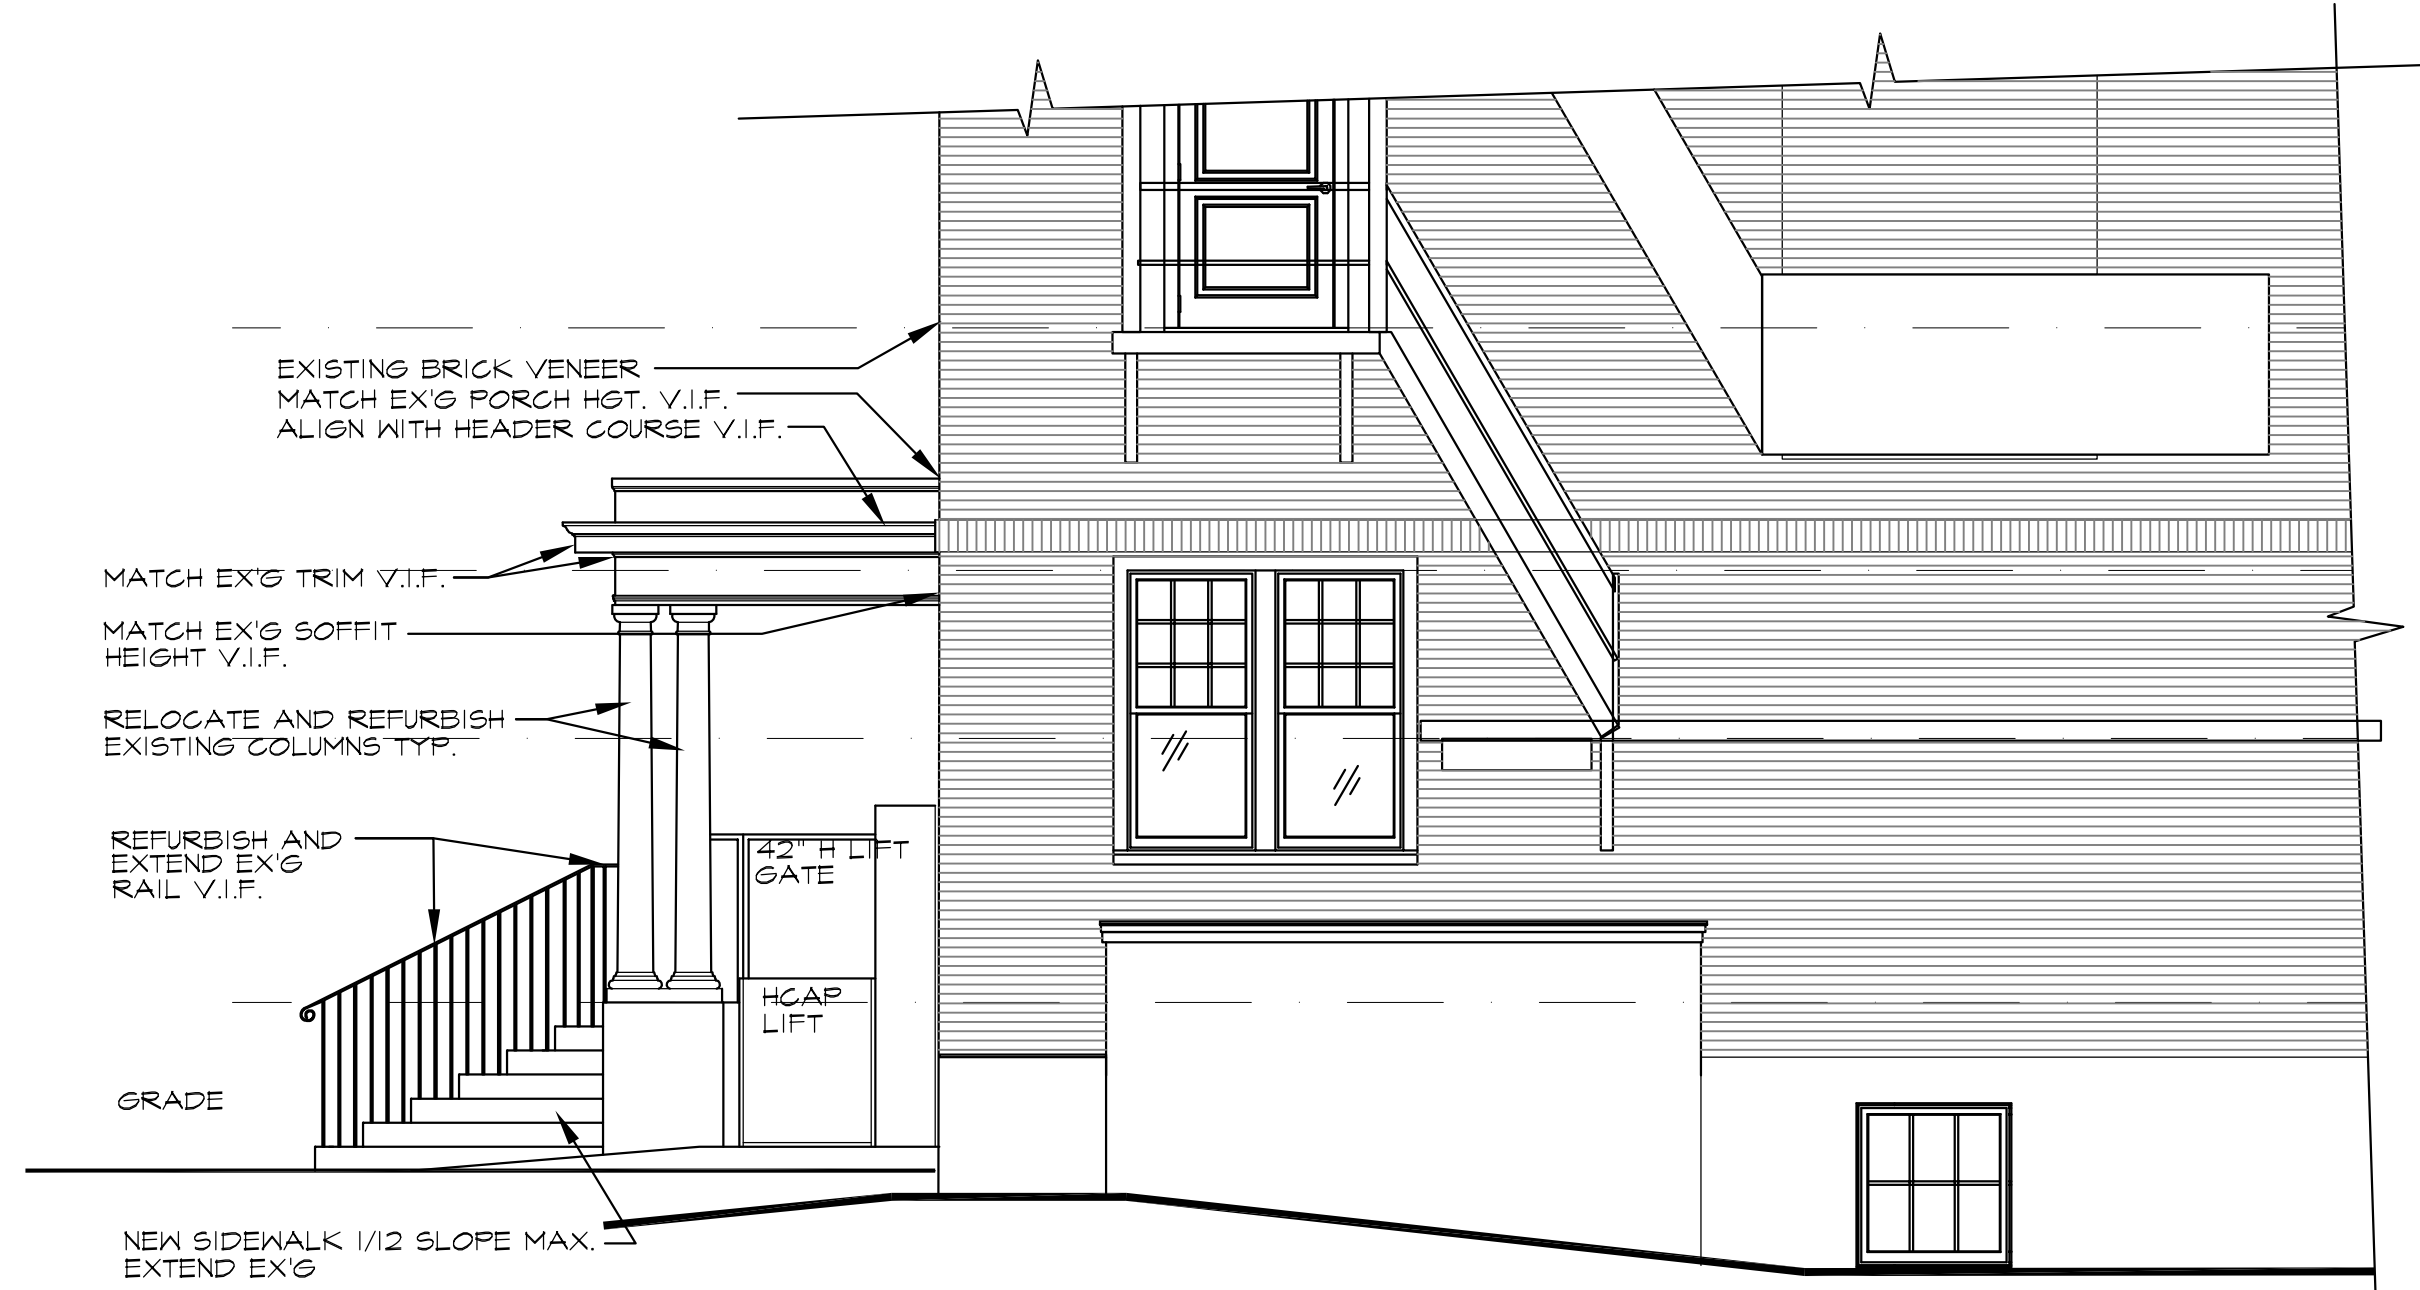 EXISTING BRICK VENEER
MATCH EX'G PORCH HGT. V.I.F.
ALIGN WITH HEADER COURSE V.I.F.
MATCH EX'G TRIM V.I.F.
MATCH EX'G SOFFIT
HEIGHT V.I.F.
RELOCATE AND REFURBISH
EXISTING COLUMNS TYP.
REFURBISH AND
EXTEND EX'G
RAIL V.I.F.
42" H LIFT
GATE
HCAP
LIFT
GRADE
NEW SIDEWALK 1/12 SLOPE MAX.
EXTEND EX'G